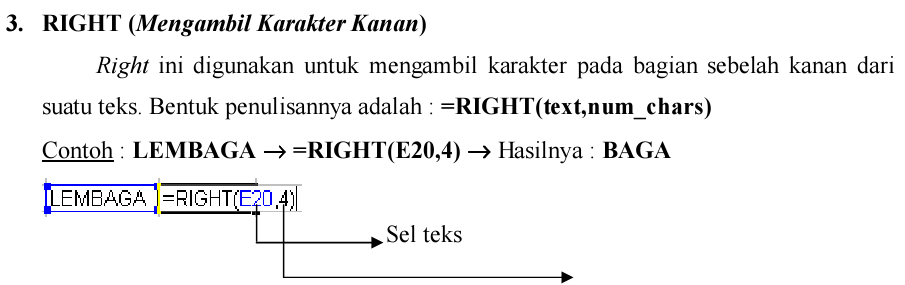 3. RIGHT (Mengambil Karakter Kanan)
Right ini digunakan untuk mengambil karakter pada bagian sebelah kanan dari
suatu teks. Bentuk penulisannya adalah : =RIGHT(text,num_chars)
Contoh : LEMBAGA → =RIGHT(E20,4) → Hasilnya : BAGA
LEMBAGA =RIGHT(E20,4)
Sel teks